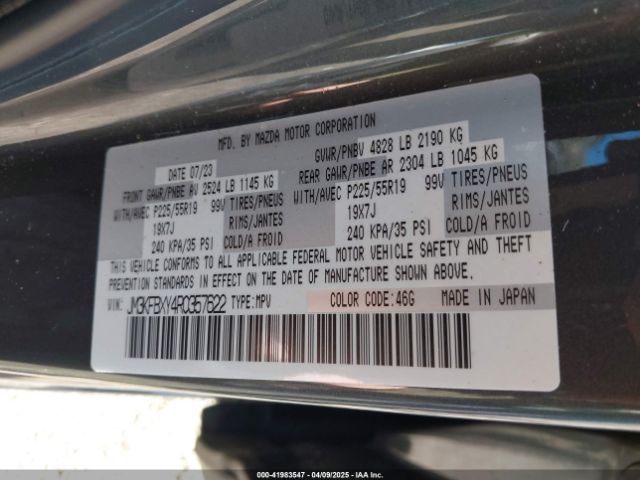 MFD. BY MAZDA MOTOR CORPORATION
DATE 07/23
GVWR/PNBV 4828 LB 2190 KG
FRONT GAWR/PNBE AV 2524 LB 1145 KG
REAR GAWR/PNBE AR 2304 LB 1045 KG
WITH/AVEC P225/55R19 99V TIRES/PNEUS
WITH/AVEC P225/55R19 99V TIRES/PNEUS
19X7J RIMS/JANTES
19X7J RIMS/JANTES
240 KPA/35 PSI COLD/A FROID
240 KPA/35 PSI COLD/A FROID
THIS VEHICLE CONFORMS TO ALL APPLICABLE FEDERAL MOTOR VEHICLE SAFETY AND THEFT
PREVENTION STANDARDS IN EFFECT ON THE DATE OF MANUFACTURE SHOWN ABOVE.
VIN: JM3KFBXY4R0357622 TYPE:MPV COLOR CODE:46G MADE IN JAPAN
000-41983547 - 04/09/2025 - IAA Inc.